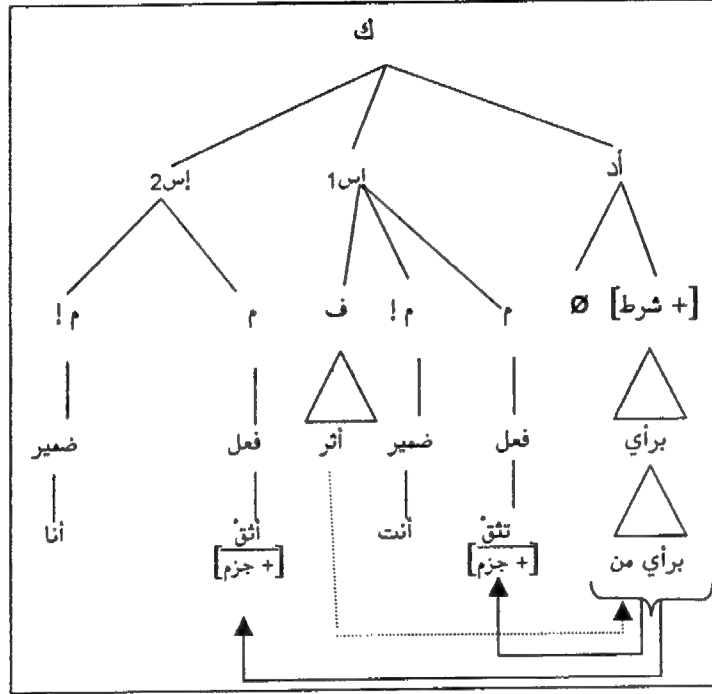 ك
أد إس1 إس2
[+ شرط] Ø م م ! ف م م !
برأي فعل ضمير أثر فعل ضمير
برأي من تثقْ أنت أثقْ أنا
[+ جزم] [+ جزم]